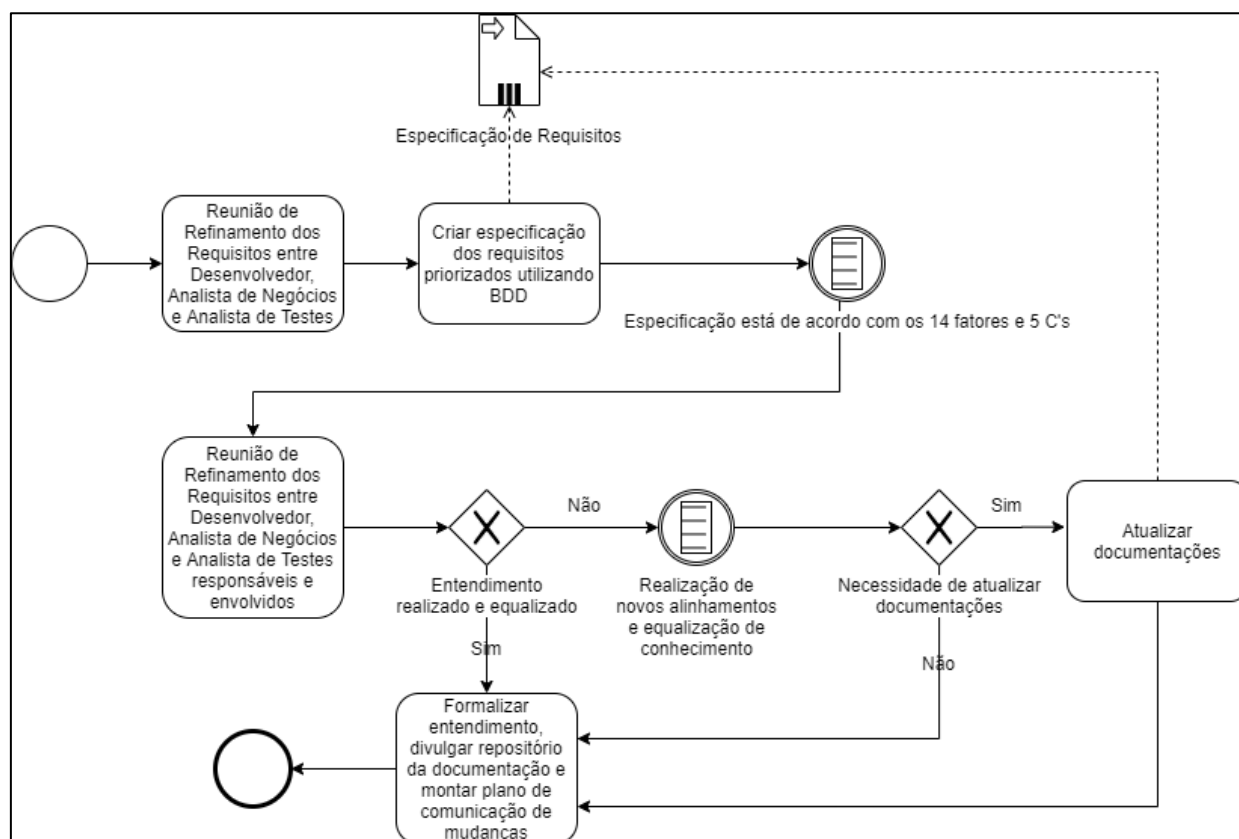 Especificação de Requisitos
Reunião de
Refinamento dos
Requisitos entre
Desenvolvedor,
Analista de Negócios
e Analista de Testes
Criar especificação
dos requisitos
priorizados utilizando
BDD
Especificação está de acordo com os 14 fatores e 5 C's
Reunião de
Refinamento dos
Requisitos entre
Desenvolvedor,
Analista de Negócios
e Analista de Testes
responsáveis e
envolvidos
Entendimento
realizado e equalizado
Não
Sim
Realização de
novos alinhamentos
e equalização de
conhecimento
Necessidade de atualizar
documentações
Sim
Não
Atualizar
documentações
Formalizar
entendimento,
divulgar repositório
da documentação e
montar plano de
comunicação de
mudanças